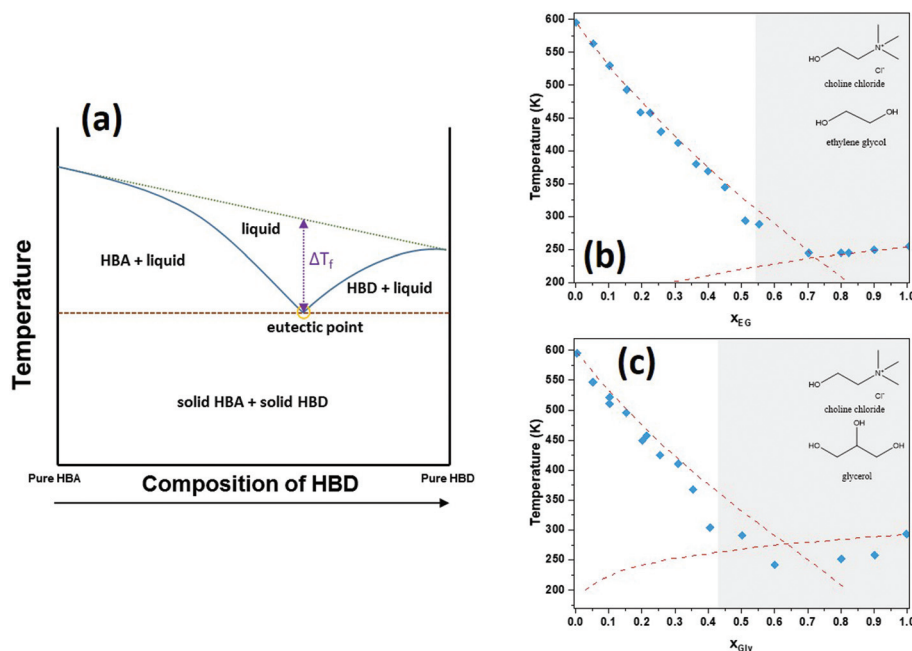 (a)
Temperature
liquid
HBA + liquid
ΔTf
HBD + liquid
eutectic point
solid HBA + solid HBD
Pure HBA
Composition of HBD
Pure HBD
(b)
Temperature (K)
600
550
500
450
400
350
300
250
200
0.0 0.1 0.2 0.3 0.4 0.5 0.6 0.7 0.8 0.9 1.0
xEG
HO
N+
Cl-
choline chloride
HO
OH
ethylene glycol
(c)
Temperature (K)
600
550
500
450
400
350
300
250
200
0.0 0.1 0.2 0.3 0.4 0.5 0.6 0.7 0.8 0.9 1.0
xGly
HO
N+
Cl-
choline chloride
OH
HO
OH
glycerol